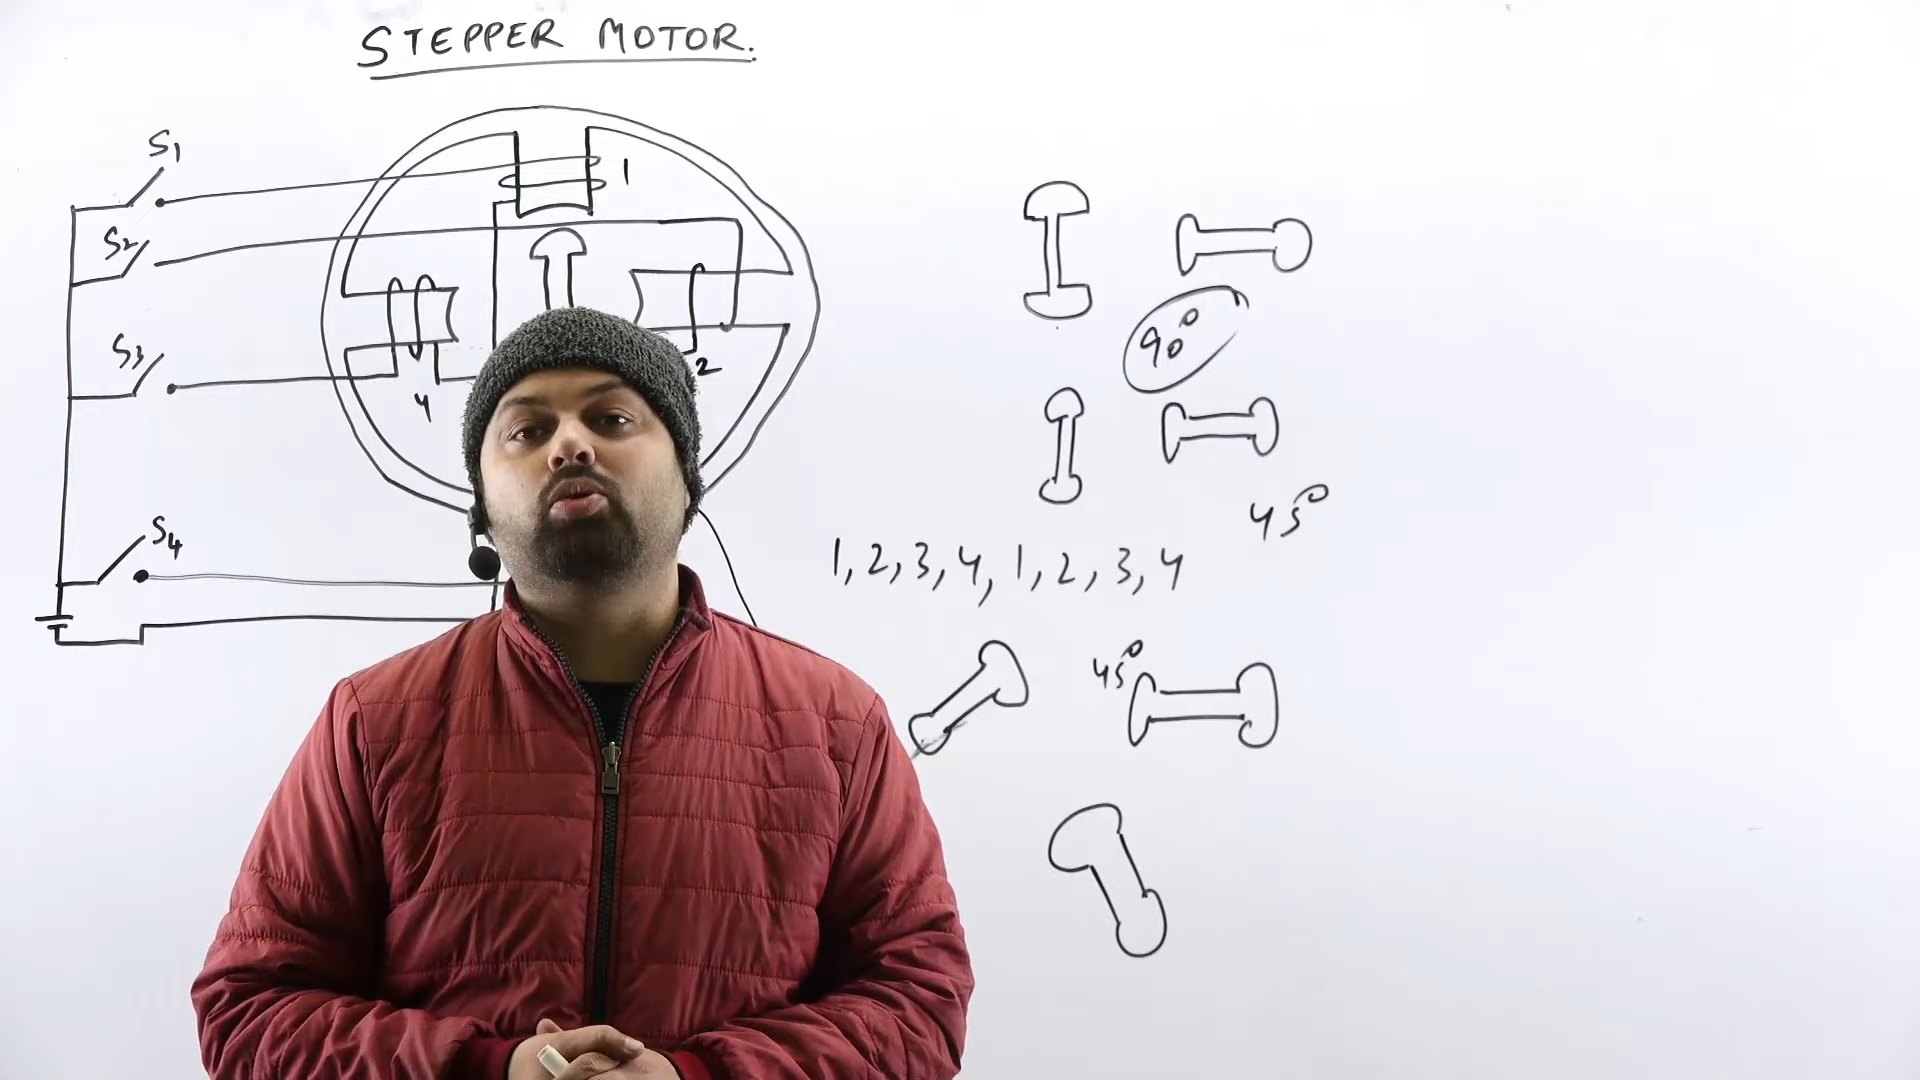 STEPPER MOTOR.
S1
1
S2
S3
2
4
90°
S4
45°
1, 2, 3, 4, 1, 2, 3, 4
45°